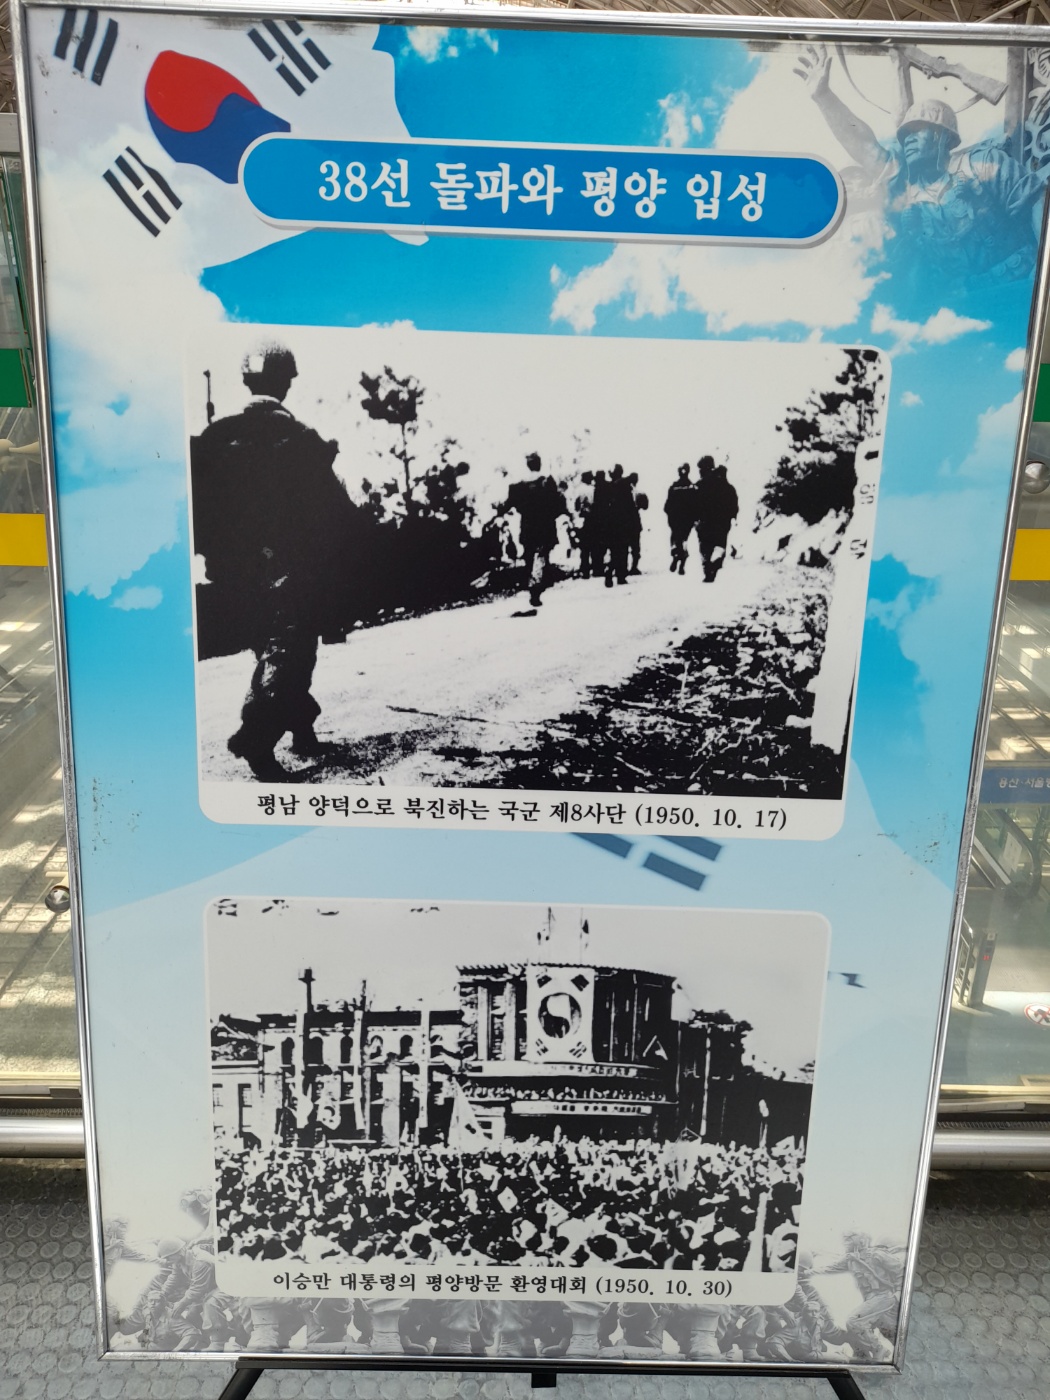 38선 돌파와 평양 입성
평남 양덕으로 북진하는 국군 제8사단 (1950. 10. 17)
이승만 대통령의 평양방문 환영대회 (1950. 10. 30)